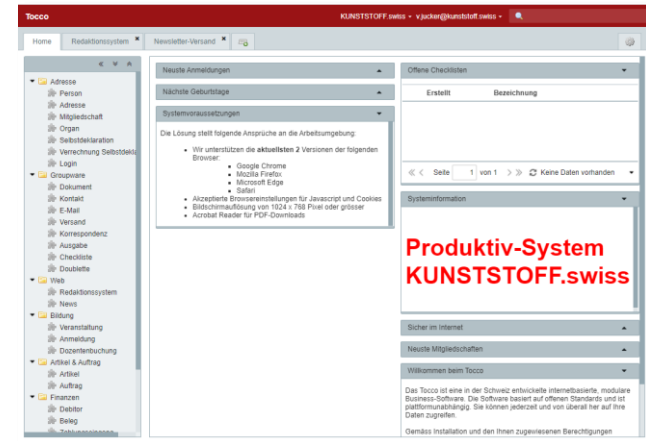 Tocco
KUNSTSTOFF.swiss
v.jucker@kunststoff.swiss
Home
Redaktionssystem
Newsletter-Versand
Adresse
Person
Adresse
Mitgliedschaft
Organ
Selbstdeklaration
Verrechnung Selbstdekla
Login
Groupware
Dokument
Kontakt
E-Mail
Versand
Korrespondenz
Ausgabe
Checkliste
Doublette
Web
Redaktionssystem
News
Bildung
Veranstaltung
Anmeldung
Dozentenbuchung
Artikel & Auftrag
Artikel
Auftrag
Finanzen
Debitor
Beleg
Neuste Anmeldungen
Nächste Geburtstage
Systemvoraussetzungen
Die Lösung stellt folgende Ansprüche an die Arbeitsumgebung:
Wir unterstützen die aktuellsten 2 Versionen der folgenden
Browser:
Google Chrome
Mozilla Firefox
Microsoft Edge
Safari
Akzeptierte Browsereinstellungen für Javascript und Cookies
Bildschirmauflösung von 1024 x 768 Pixel oder grösser
Acrobat Reader für PDF-Downloads
Offene Checklisten
Erstellt Bezeichnung
Seite 1 von 1 Keine Daten vorhanden
Systeminformation
Produktiv-System
KUNSTSTOFF.swiss
Sicher im Internet
Neuste Mitgliedschaften
Willkommen beim Tocco
Das Tocco ist eine in der Schweiz entwickelte internetbasierte, modulare
Business-Software. Die Software basiert auf offenen Standards und ist
plattformunabhängig. Sie können jederzeit und von überall her auf Ihre
Daten zugreifen.
Gemäss Installation und den Ihnen zugewiesenen Berechtigungen